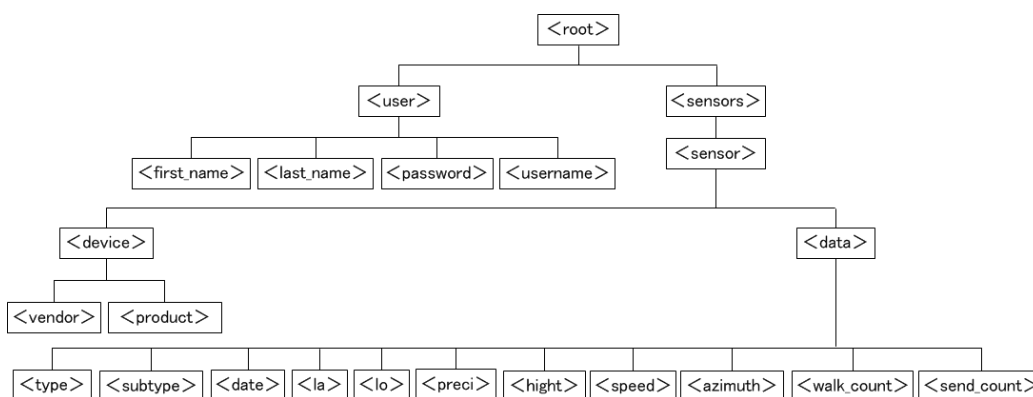 <root>
<user> <sensors>
<sensor>
<first_name> <last_name> <password> <username>
<device> <data>
<vendor> <product>
<type> <subtype> <date> <la> <lo> <preci> <hight> <speed> <azimuth> <walk_count> <send_count>